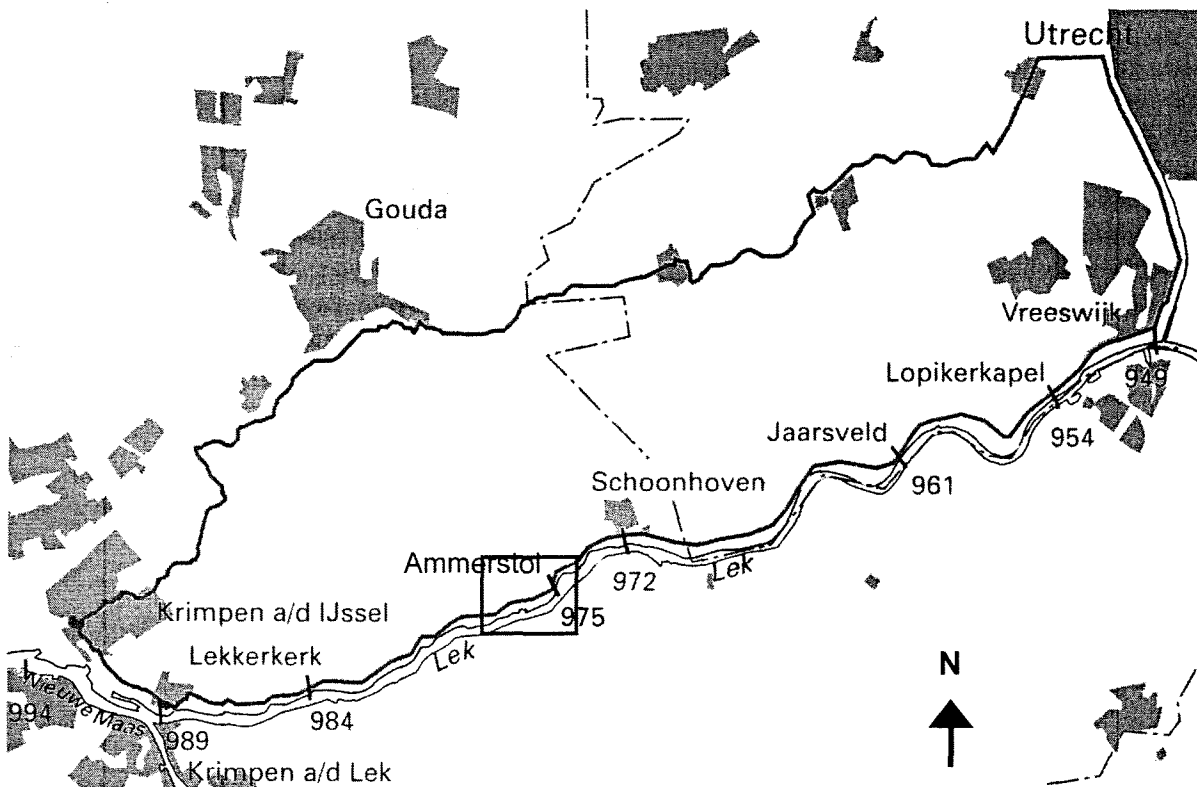 Utrecht
Gouda
Vreeswijk
Lopikerkapel
949
954
Jaarsveld
961
Schoonhoven
Ammerstol
972
Lek
975
Krimpen a/d IJssel
Lekkerkerk
Lek
N
984
Nieuwe Maas
994
989
Krimpen a/d Lek